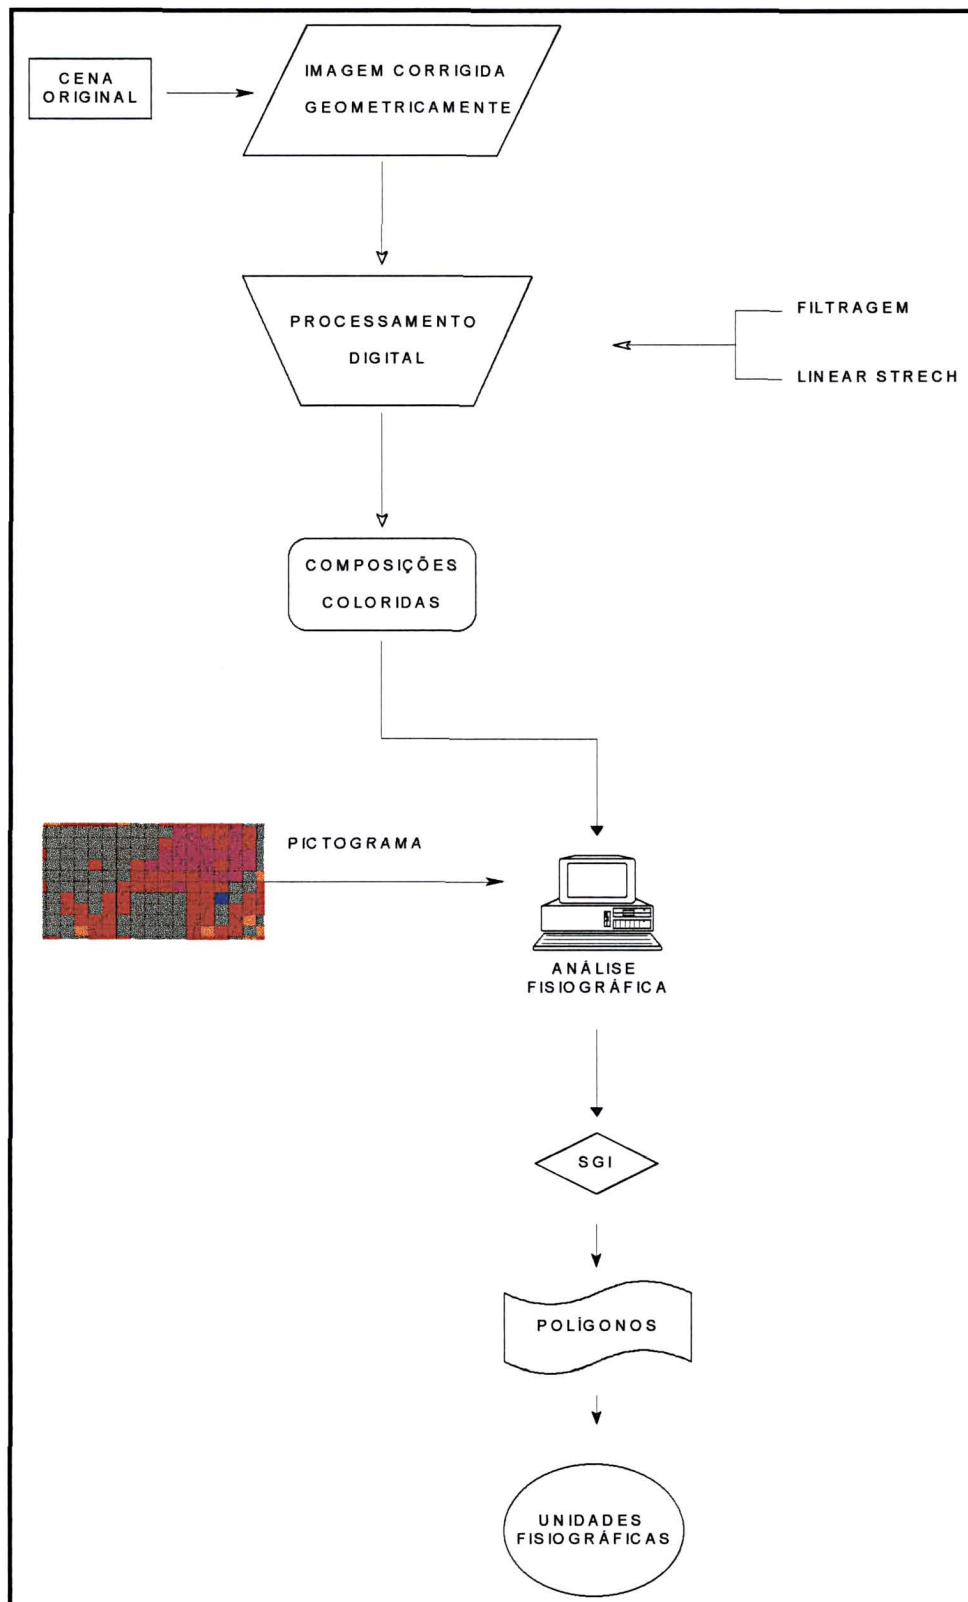 CENA
ORIGINAL
IMAGEM CORRIGIDA
GEOMETRICAMENTE
PROCESSAMENTO
DIGITAL
FILTRAGEM
LINEAR STRECH
COMPOSIÇÕES
COLORIDAS
PICTOGRAMA
ANÁLISE
FISIOGRÁFICA
SGI
POLÍGONOS
UNIDADES
FISIOGRÁFICAS